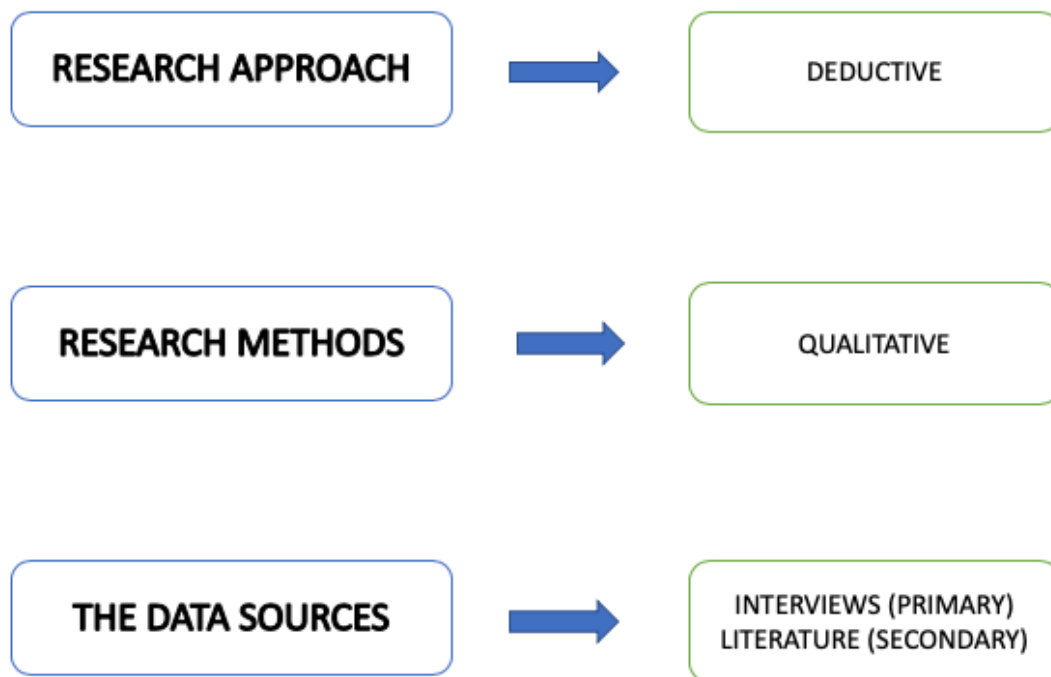 RESEARCH APPROACH
DEDUCTIVE
RESEARCH METHODS
QUALITATIVE
THE DATA SOURCES
INTERVIEWS (PRIMARY)
LITERATURE (SECONDARY)